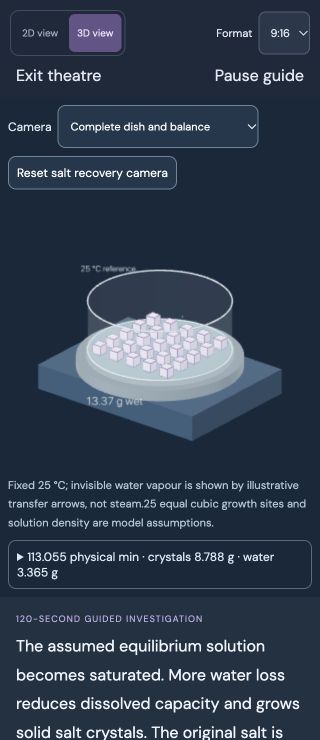 2D view 3D view Format 9:16
Exit theatre Pause guide
Camera Complete dish and balance
Reset salt recovery camera
25 °C reference
13.37 g wet
Fixed 25 °C; invisible water vapour is shown by illustrative
transfer arrows, not steam.25 equal cubic growth sites and
solution density are model assumptions.
▶ 113.055 physical min · crystals 8.788 g · water
3.365 g
120-SECOND GUIDED INVESTIGATION
The assumed equilibrium solution
becomes saturated. More water loss
reduces dissolved capacity and grows
solid salt crystals. The original salt is